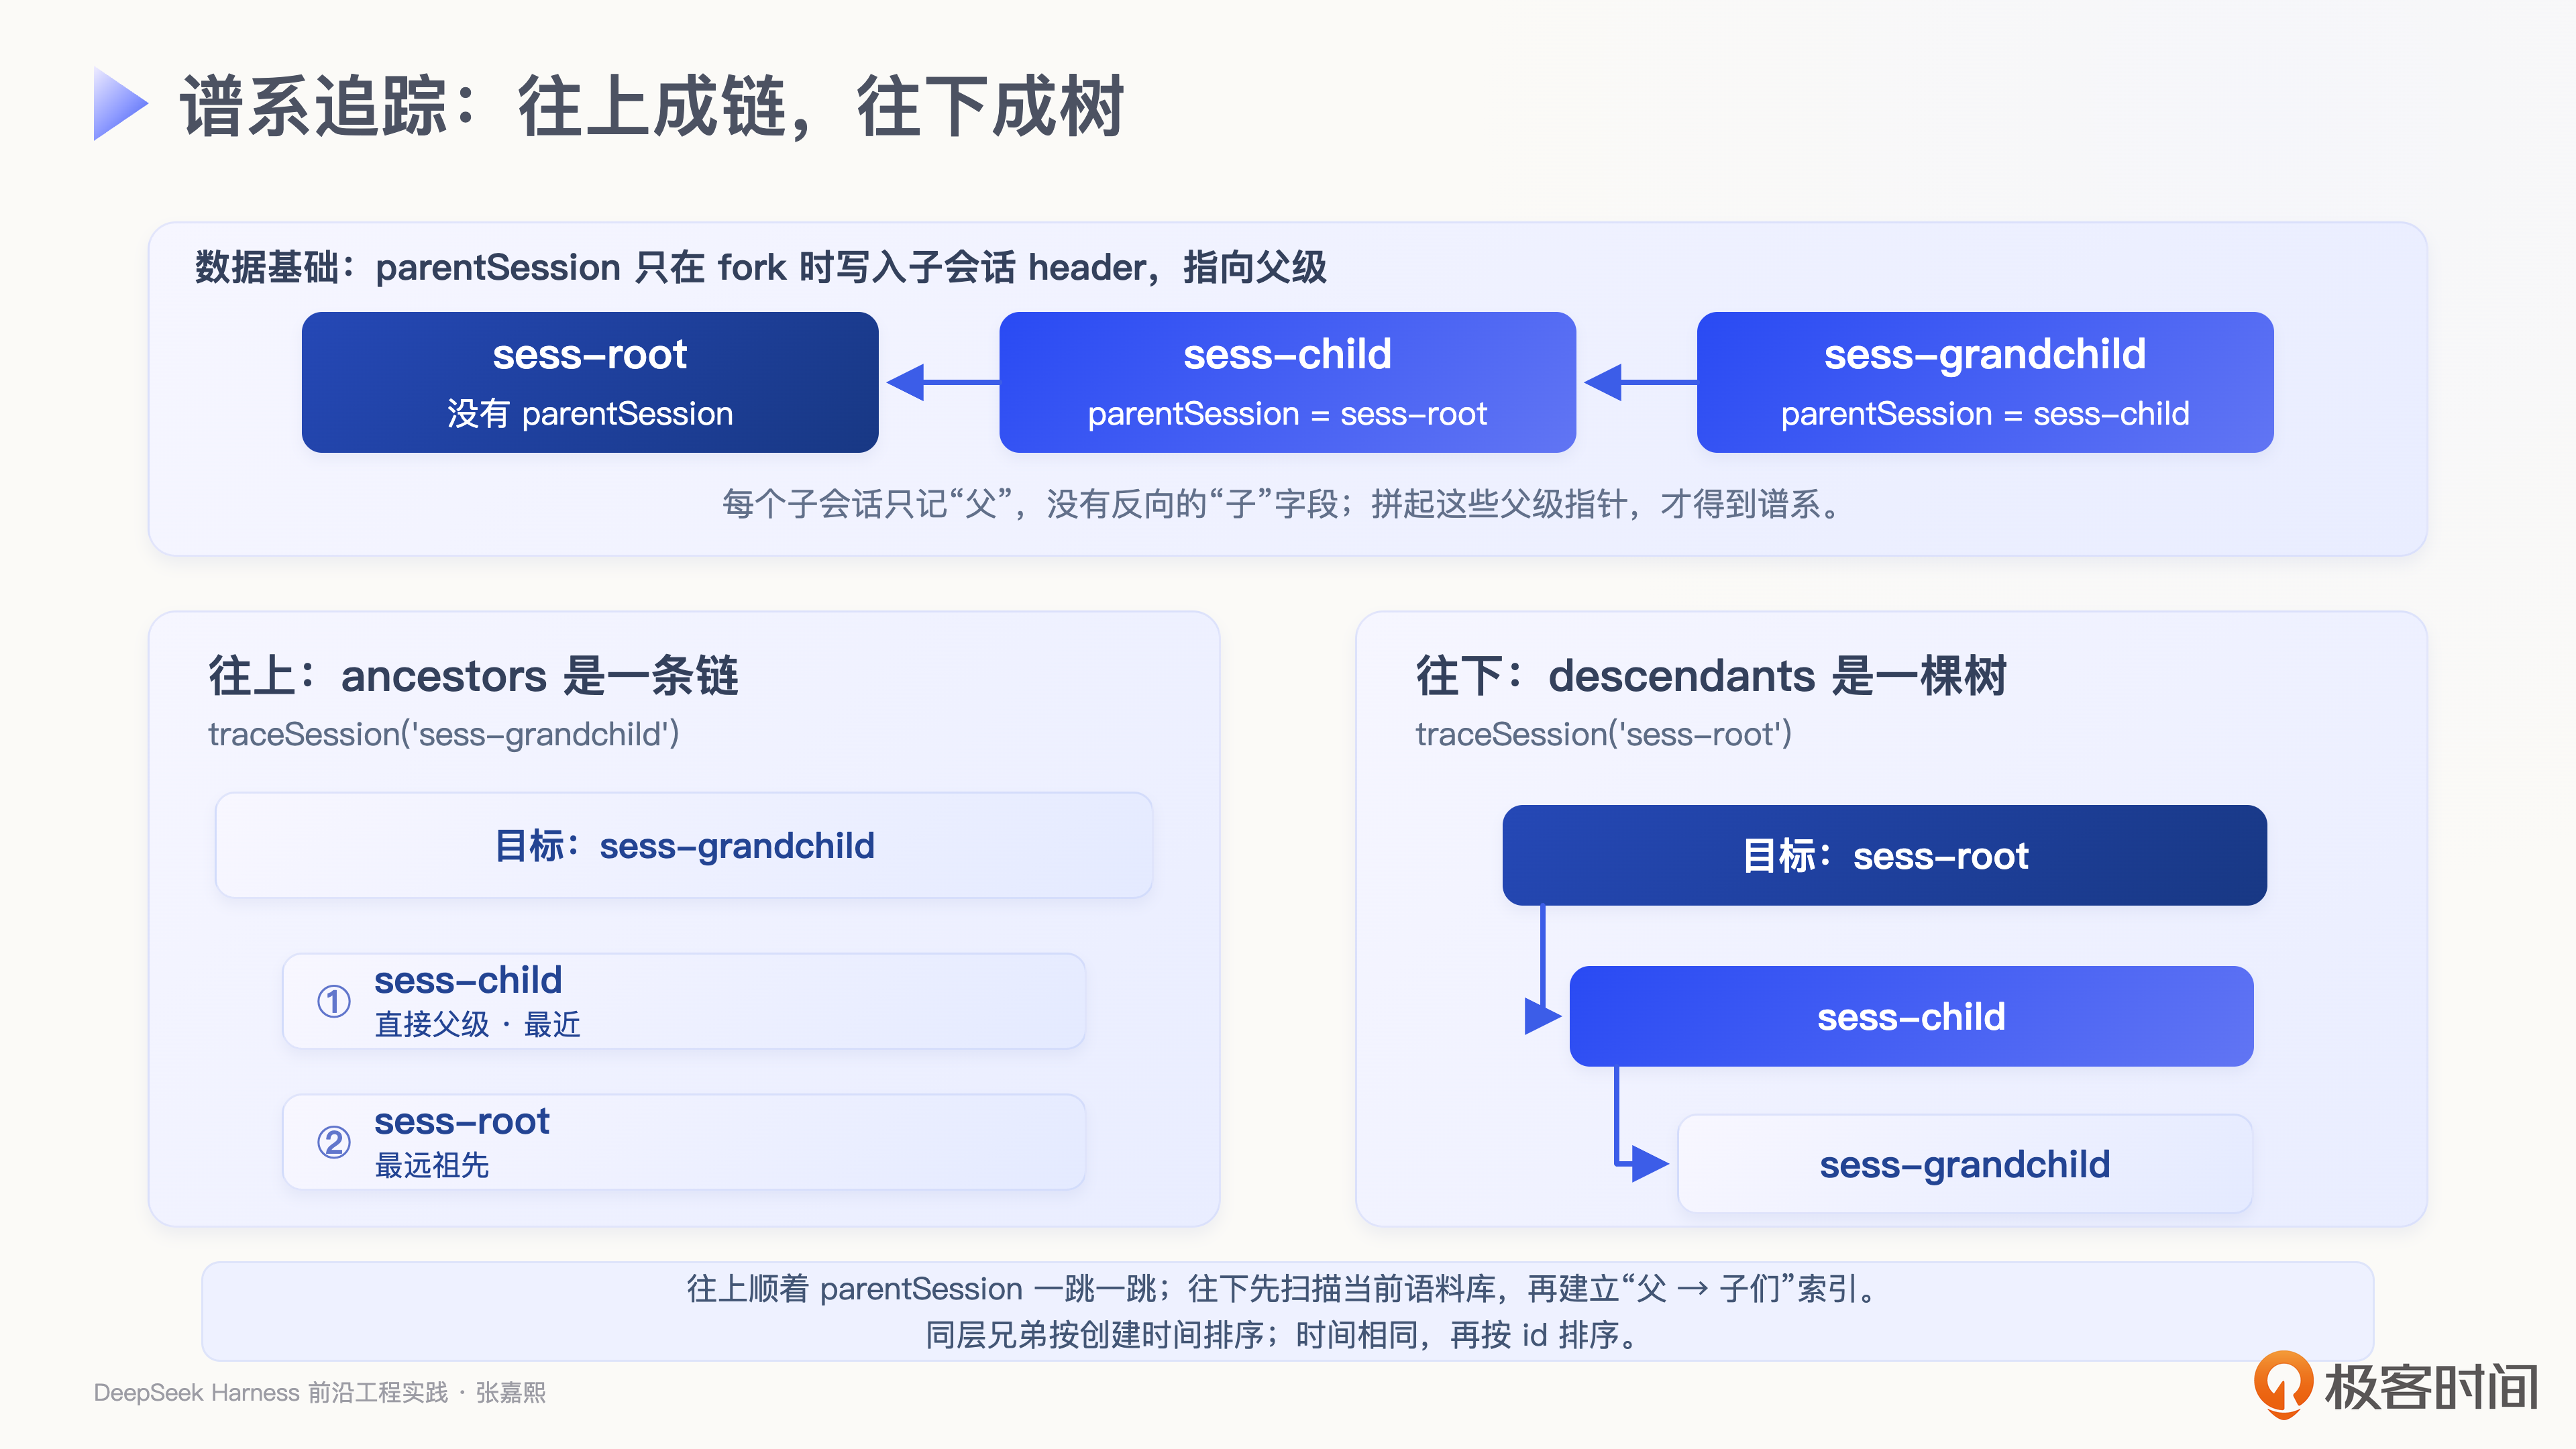 谱系追踪：往上成链，往下成树
数据基础：parentSession 只在 fork 时写入子会话 header，指向父级
sess-root
没有 parentSession
sess-child
parentSession = sess-root
sess-grandchild
parentSession = sess-child
每个子会话只记“父”，没有反向的“子”字段；拼起这些父级指针，才得到谱系。
往上：ancestors 是一条链
traceSession('sess-grandchild')
目标：sess-grandchild
①
sess-child
直接父级 · 最近
②
sess-root
最远祖先
往下：descendants 是一棵树
traceSession('sess-root')
目标：sess-root
sess-child
sess-grandchild
往上顺着 parentSession 一跳一跳；往下先扫描当前语料库，再建立“父 → 子们”索引。
同层兄弟按创建时间排序；时间相同，再按 id 排序。
DeepSeek Harness 前沿工程实践 · 张嘉熙
极客时间